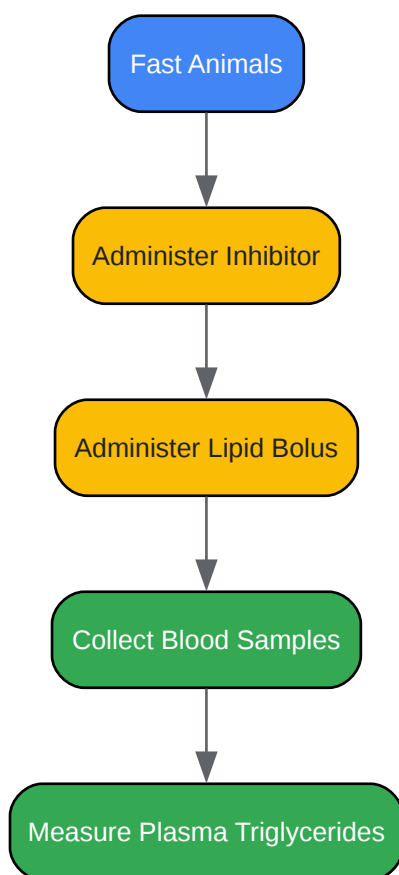 Fast Animals
Administer Inhibitor
Administer Lipid Bolus
Collect Blood Samples
Measure Plasma Triglycerides